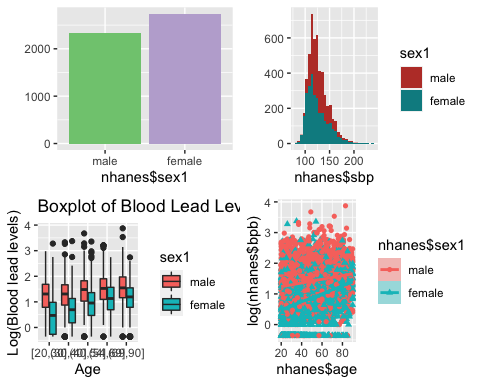 2000
1000
0
male
female
nhanes$sex1
600
400
200
0
100
150
200
nhanes$sbp
sex1
male
female
Boxplot of Blood Lead Lev
Log(Blood lead levels)
4
3
2
1
0
Age
sex1
male
female
log(nhanes$bpb)
4
3
2
1
0
20
40
60
80
nhanes$age
nhanes$sex1
male
female